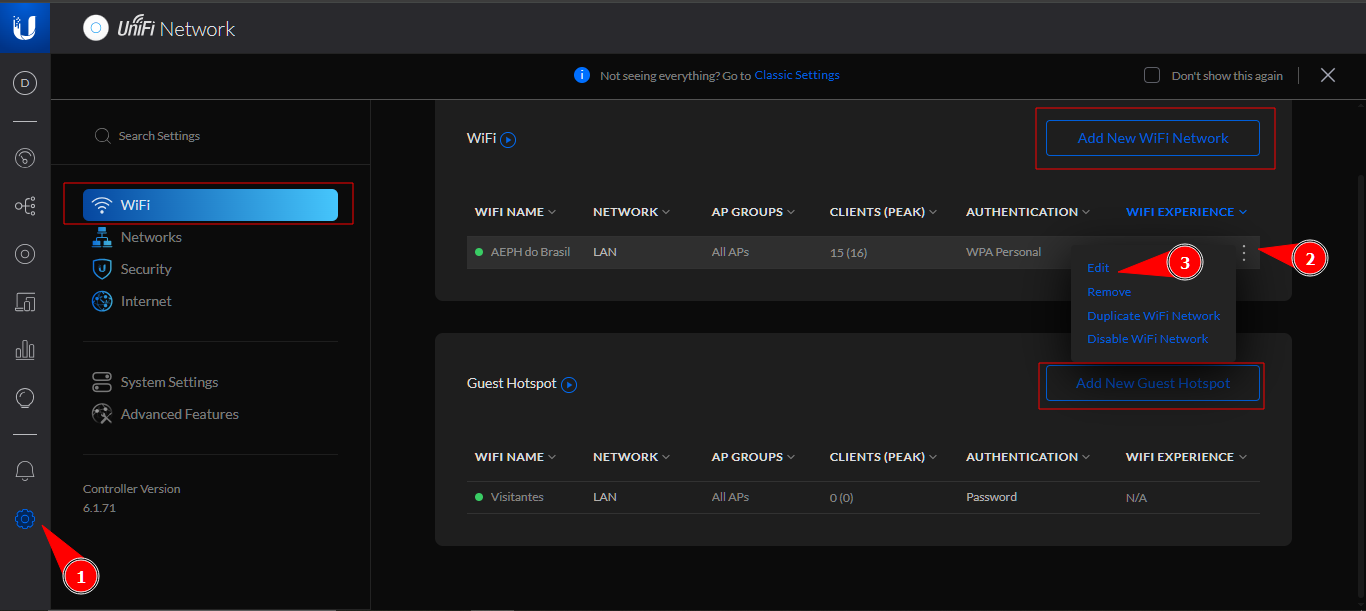 UniFi Network
Not seeing everything? Go to Classic Settings
Don't show this again
D
Search Settings
WiFi
Networks
Security
Internet
System Settings
Advanced Features
Controller Version
6.1.71
1
WiFi
Add New WiFi Network
WIFI NAME NETWORK AP GROUPS CLIENTS (PEAK) AUTHENTICATION WIFI EXPERIENCE
AEPH do Brasil LAN All APs 15 (16) WPA Personal
2
Edit
3
Remove
Duplicate WiFi Network
Disable WiFi Network
Guest Hotspot
Add New Guest Hotspot
WIFI NAME NETWORK AP GROUPS CLIENTS (PEAK) AUTHENTICATION WIFI EXPERIENCE
Visitantes LAN All APs 0 (0) Password N/A